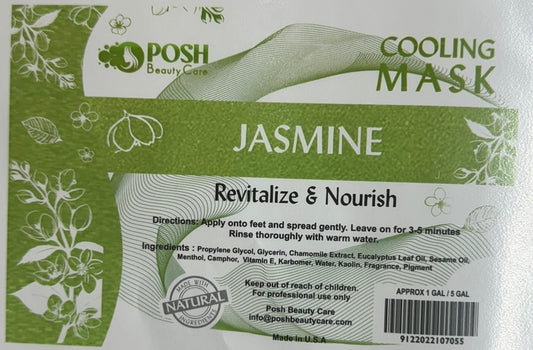 POSH
Beauty Care
COOLING
MASK
JASMINE
Revitalize & Nourish
Directions: Apply onto feet and spread gently. Leave on for 3-5 minutes
Rinse thoroughly with warm water.
Ingredients : Propylene Glycol, Glycerin, Chamomile Extract, Eucalyptus Leaf Oil, Sesame Oil,
Menthol, Camphor, Vitamin E, Karbomer, Water, Kaolin, Fragrance, Pigment
MADE WITH
NATURAL
INGREDIENTS
Keep out of reach of children.
For professional use only
Posh Beauty Care
info@poshbeautycare.com
Made in U.S.A
APPROX 1 GAL / 5 GAL
9122022107055